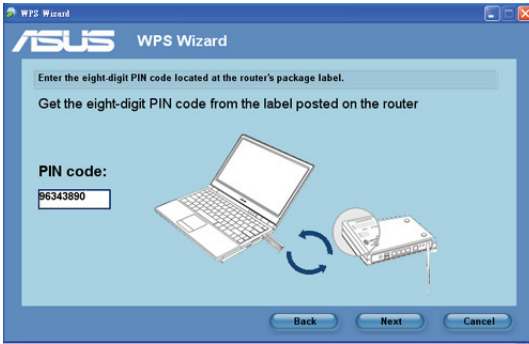 WPS Wizard
ASUS WPS Wizard
Enter the eight-digit PIN code located at the router's package label.
Get the eight-digit PIN code from the label posted on the router
PIN code:
96343890
Back Next Cancel